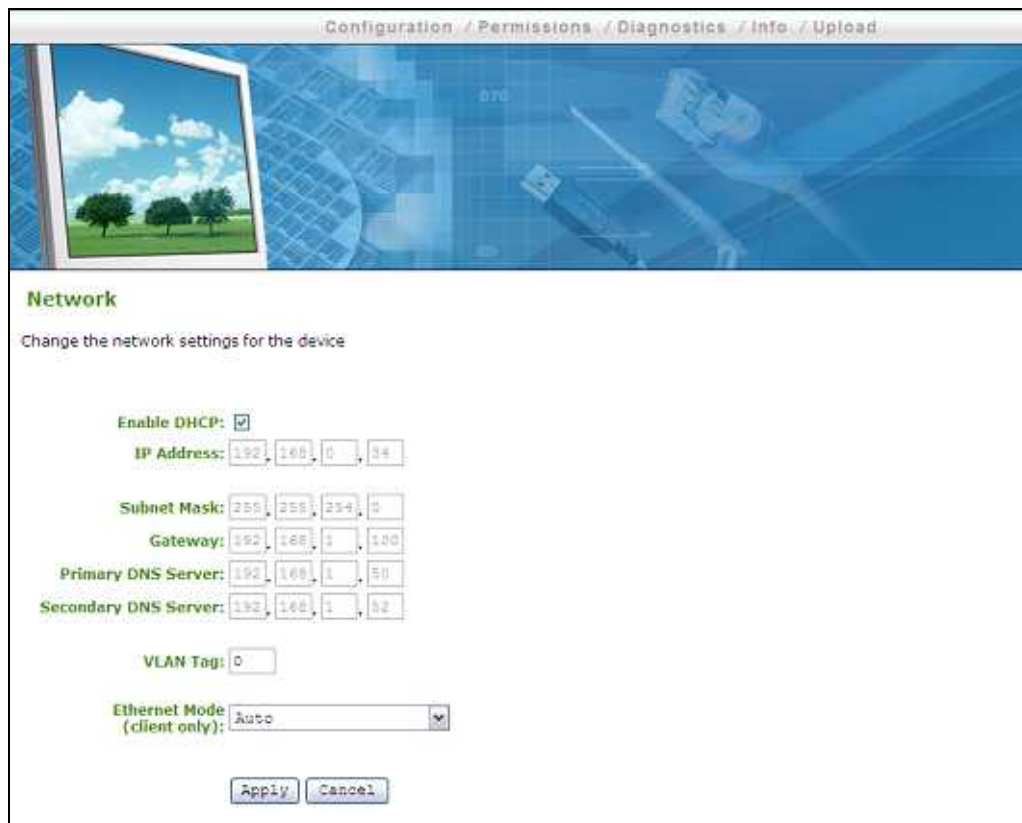 Configuration / Permissions / Diagnostics / Info / Upload
070
Network
Change the network settings for the device
Enable DHCP:
IP Address: 192. 168. 0 . 34
Subnet Mask: 255. 255. 254. 0
Gateway: 192. 168. 1 . 100
Primary DNS Server: 192. 168. 1 . 50
Secondary DNS Server: 192. 168. 1 . 52
VLAN Tag: 0
Ethernet Mode Auto
(client only):
Apply Cancel